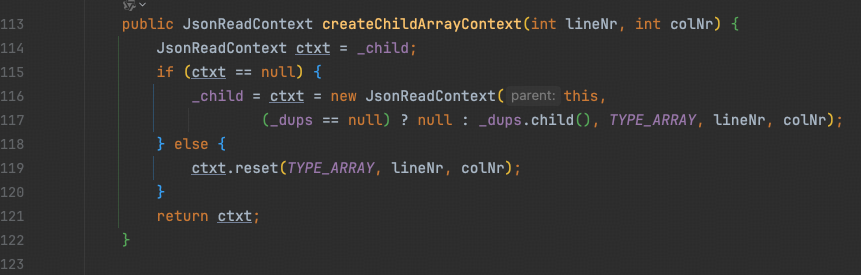 113 public JsonReadContext createChildArrayContext(int lineNr, int colNr) {
114 JsonReadContext ctxt = _child;
115 if (ctxt == null) {
116 _child = ctxt = new JsonReadContext( parent: this,
117 (_dups == null) ? null : _dups.child(), TYPE_ARRAY, lineNr, colNr);
118 } else {
119 ctxt.reset(TYPE_ARRAY, lineNr, colNr);
120 }
121 return ctxt;
122 }
123